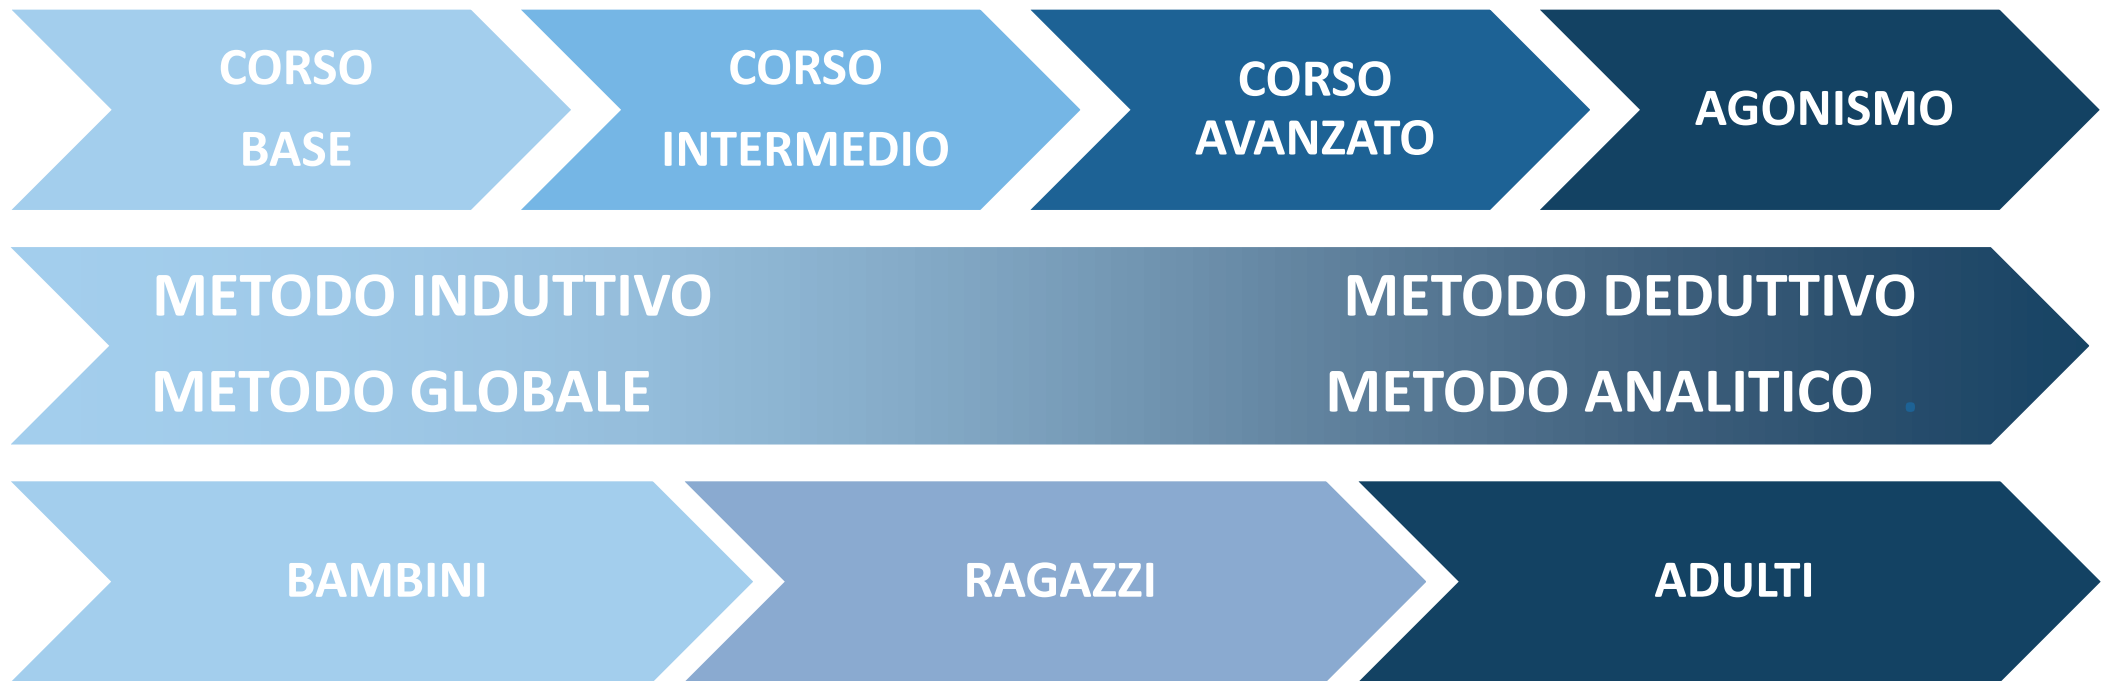 CORSO
BASE
CORSO
INTERMEDIO
CORSO
AVANZATO
AGONISMO
METODO INDUTTIVO
METODO DEDUTTIVO
METODO GLOBALE
METODO ANALITICO .
BAMBINI
RAGAZZI
ADULTI